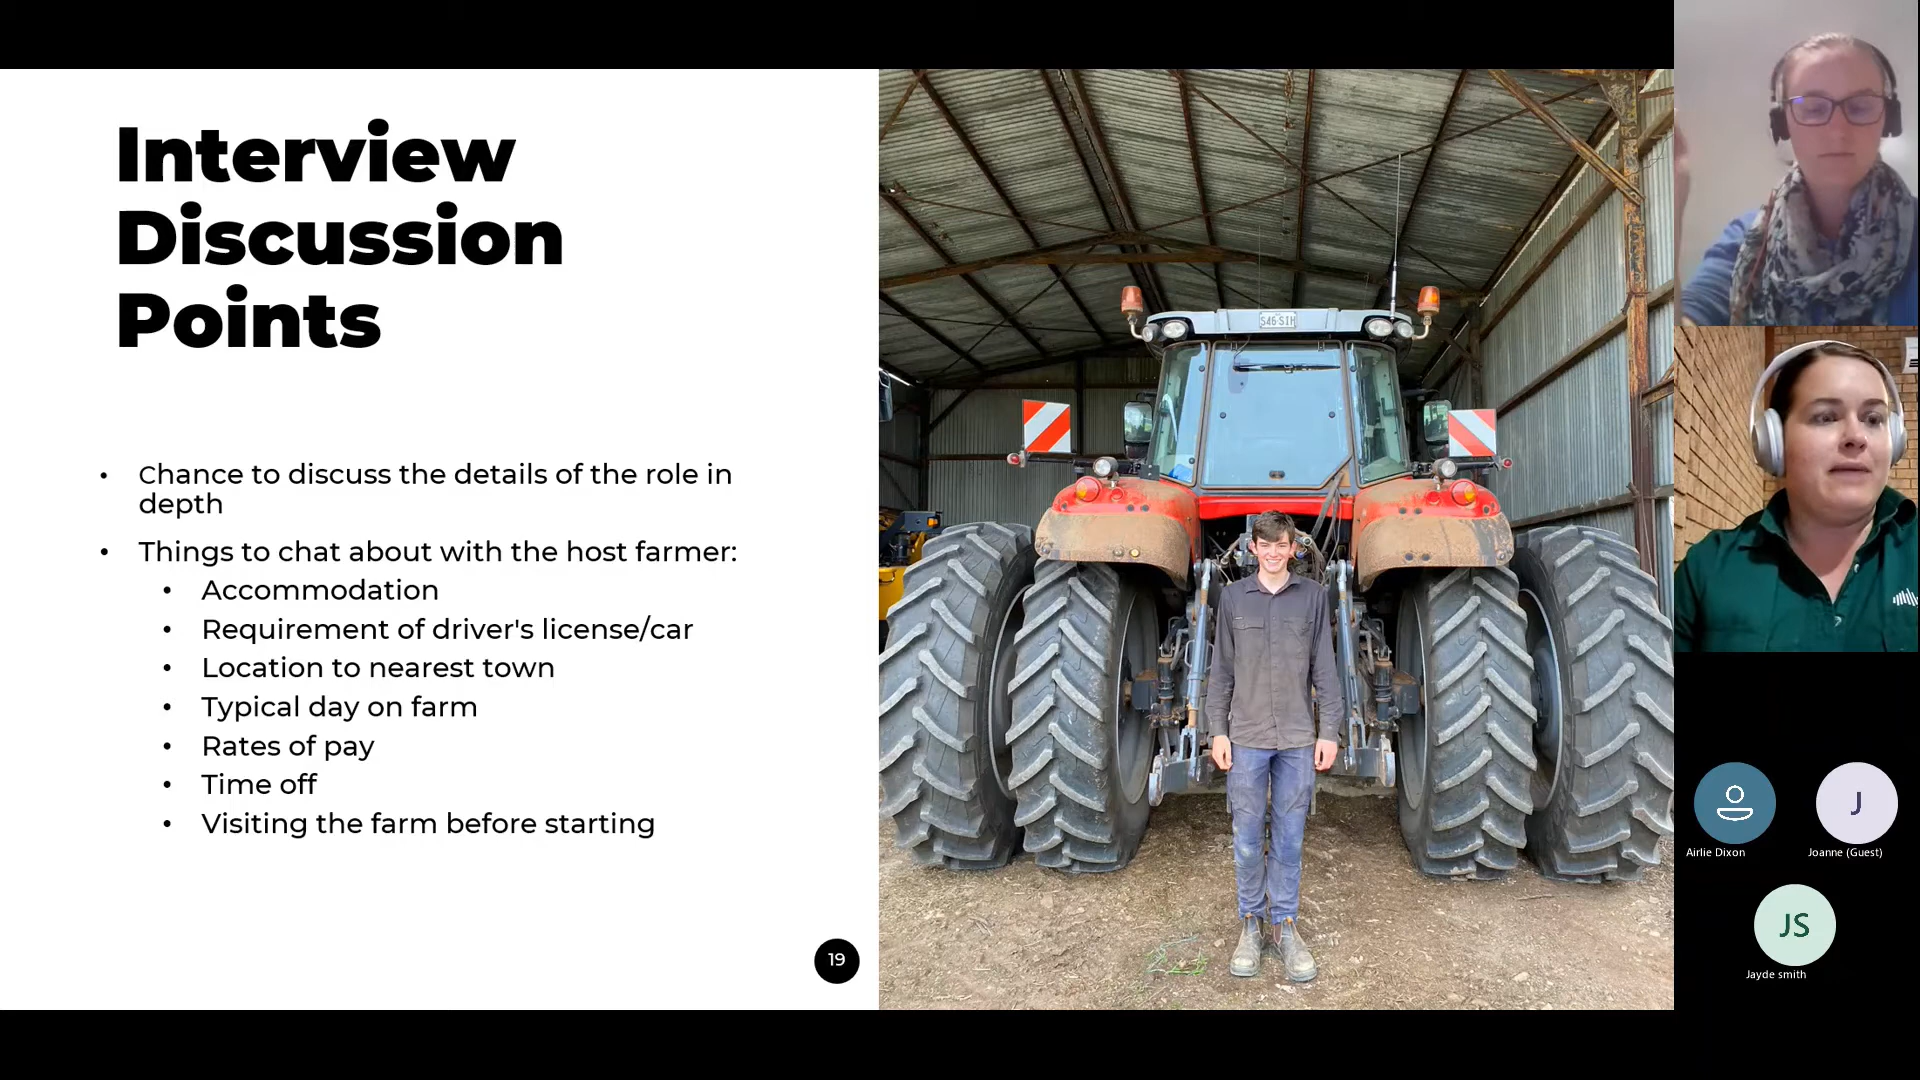 Interview
Discussion
Points
• Chance to discuss the details of the role in
depth
• Things to chat about with the host farmer:
• Accommodation
• Requirement of driver's license/car
• Location to nearest town
• Typical day on farm
• Rates of pay
• Time off
• Visiting the farm before starting
19
S46 SIH
J
Airlie Dixon
Joanne (Guest)
JS
Jayde smith